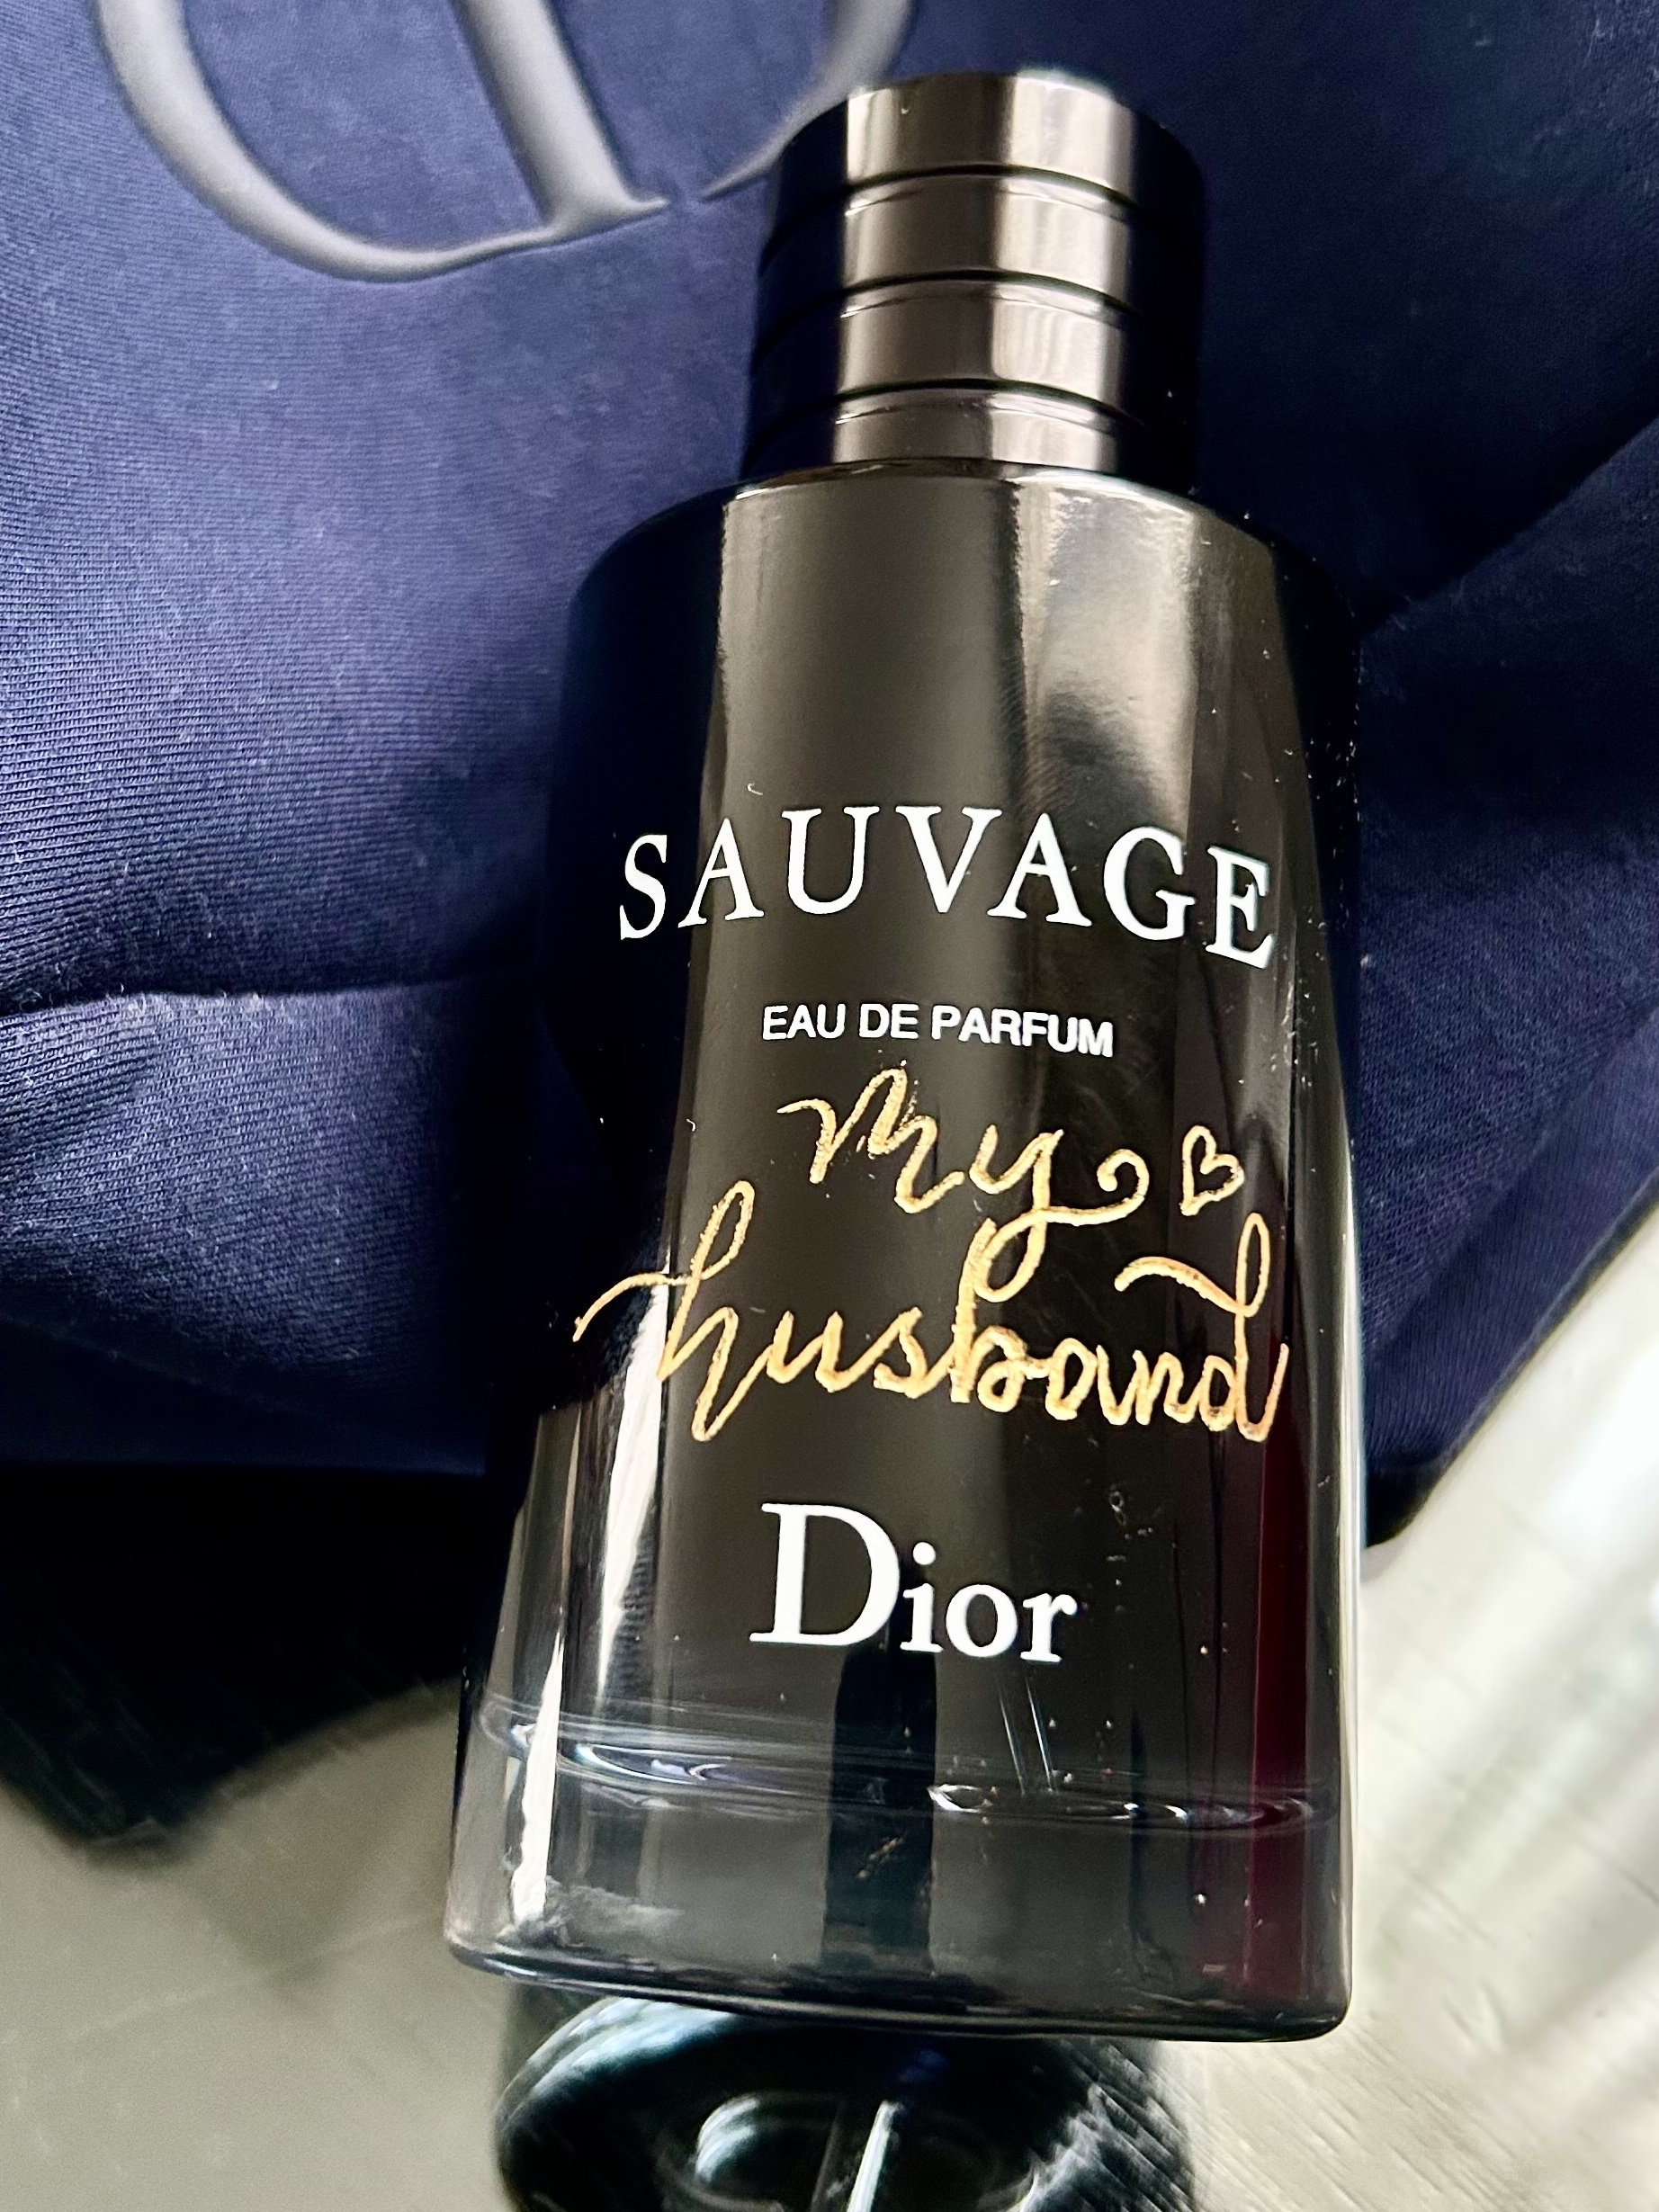 SAUVAGE
EAU DE PARFUM
my
husband
Dior